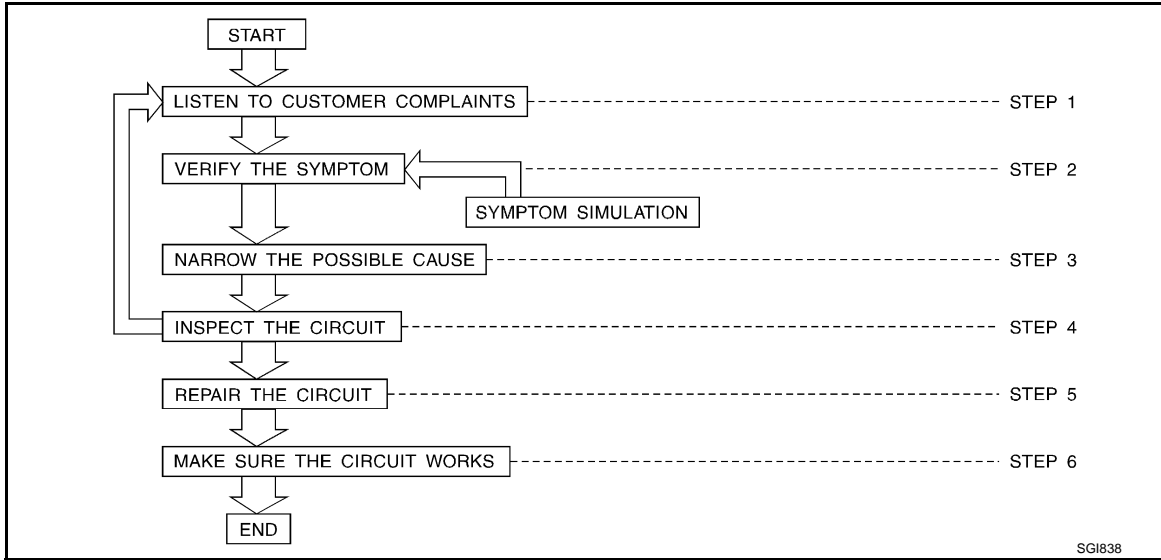 START
LISTEN TO CUSTOMER COMPLAINTS
STEP 1
VERIFY THE SYMPTOM
STEP 2
SYMPTOM SIMULATION
NARROW THE POSSIBLE CAUSE
STEP 3
INSPECT THE CIRCUIT
STEP 4
REPAIR THE CIRCUIT
STEP 5
MAKE SURE THE CIRCUIT WORKS
STEP 6
END
SGI838